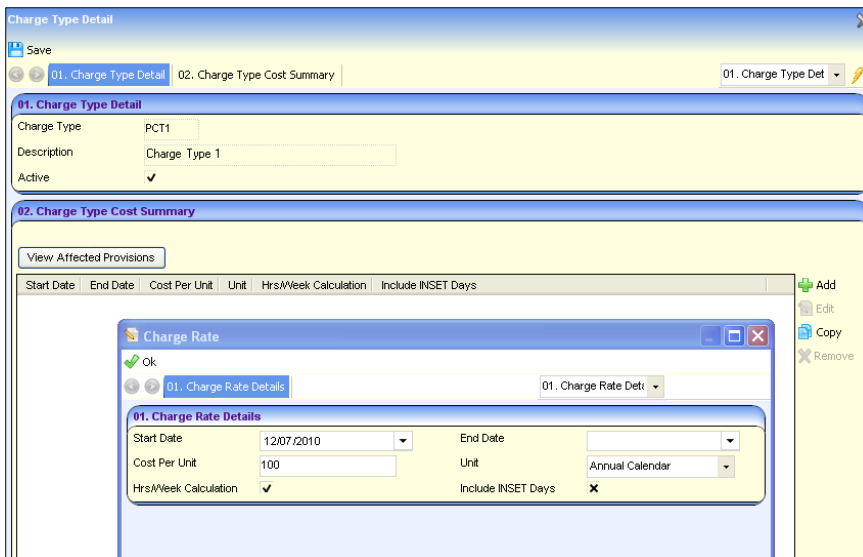 Charge Type Detail
Save
01. Charge Type Detail 02. Charge Type Cost Summary 01. Charge Type Det
01. Charge Type Detail
Charge Type PCT1
Description Charge Type 1
Active
02. Charge Type Cost Summary
View Affected Provisions
Start Date End Date Cost Per Unit Unit Hrs/Week Calculation Include INSET Days
Add
Edit
Copy
Remove
Charge Rate
Ok
01. Charge Rate Details 01. Charge Rate Deta
01. Charge Rate Details
Start Date 12/07/2010 End Date
Cost Per Unit 100 Unit Annual Calendar
Hrs/Week Calculation Include INSET Days